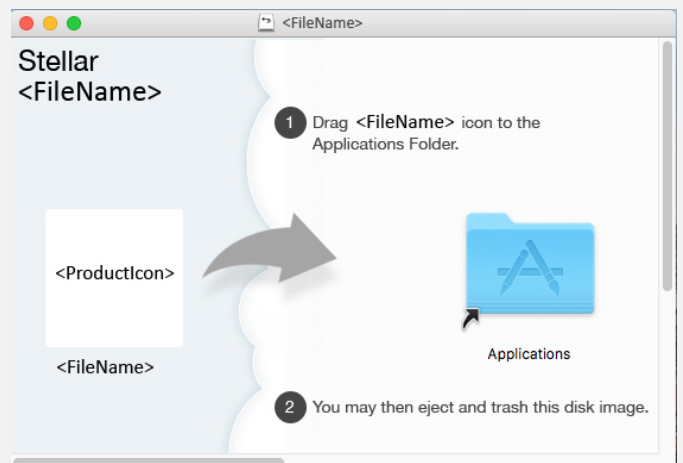 <FileName>
Stellar
<FileName>
1 Drag <FileName> icon to the
Applications Folder.
<ProductIcon>
<FileName>
Applications
2 You may then eject and trash this disk image.